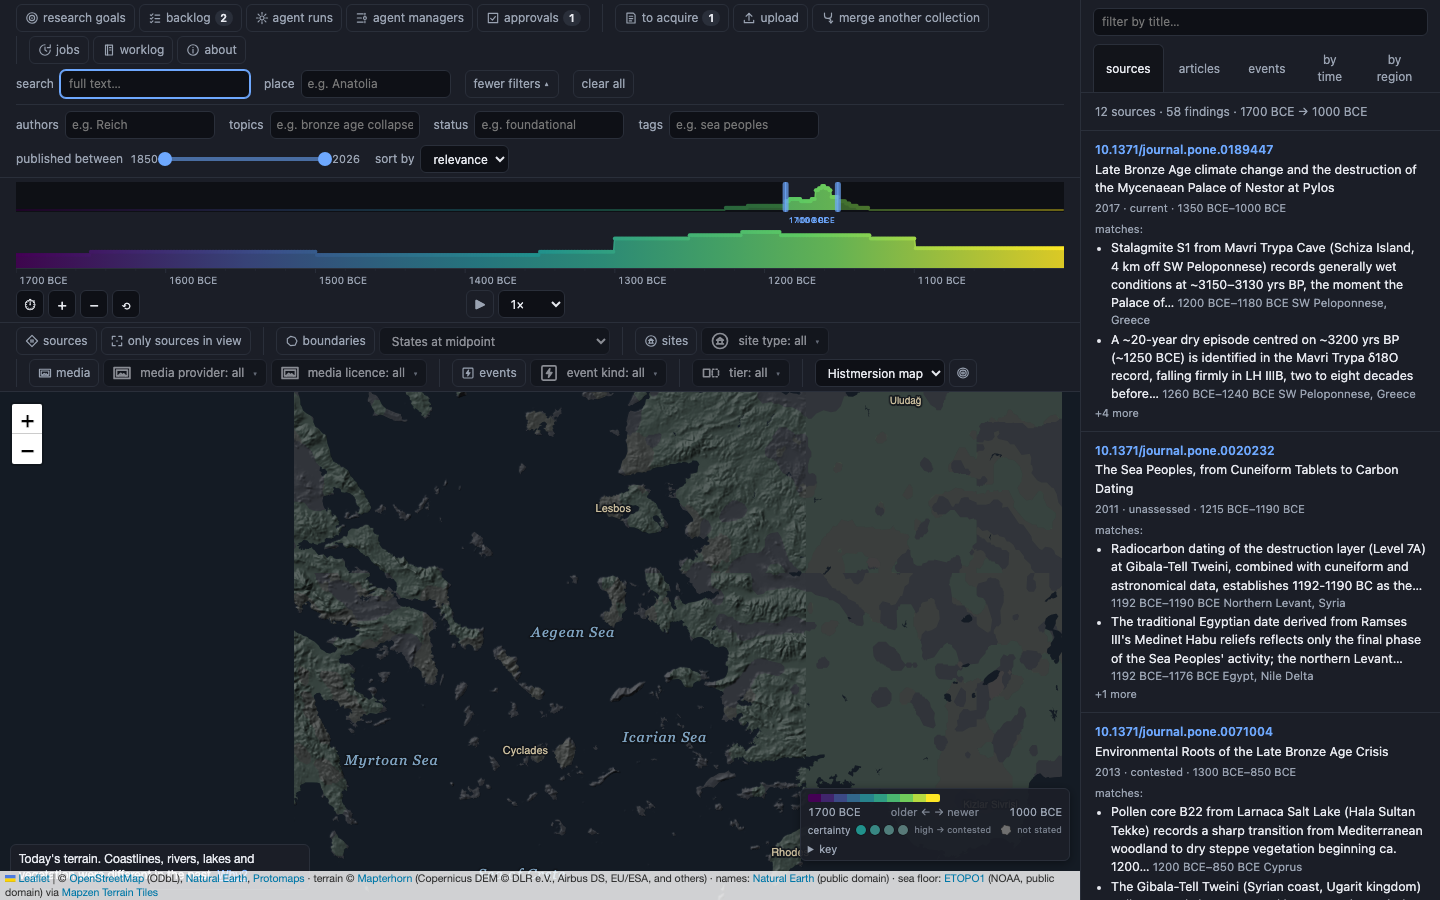 research goals
backlog 2
agent runs
agent managers
approvals 1
to acquire 1
upload
merge another collection
jobs
worklog
about
search full text...
place e.g. Anatolia
fewer filters
clear all
authors e.g. Reich
topics e.g. bronze age collapse
status e.g. foundational
tags e.g. sea peoples
published between 1850 2026
sort by relevance
1700 BCE 1600 BCE 1500 BCE 1400 BCE 1300 BCE 1200 BCE 1100 BCE
1×
sources
only sources in view
boundaries
States at midpoint
sites
site type: all
media
media provider: all
media licence: all
events
event kind: all
tier: all
Histmersion map
+
−
Uludağ
Lesbos
Aegean Sea
Icarian Sea
Cyclades
Myrtoan Sea
1700 BCE older ← → newer 1000 BCE
certainty high → contested not stated
key
Today's terrain. Coastlines, rivers, lakes and
Leaflet | © OpenStreetMap (ODbL), Natural Earth, Protomaps · terrain © Mapterhorn (Copernicus DEM © DLR e.V., Airbus DS, EU/ESA, and others) · names: Natural Earth (public domain) · sea floor: ETOPO1 (NOAA, public
domain) via Mapzen Terrain Tiles
filter by title...
sources
articles
events
by time
by region
12 sources · 58 findings · 1700 BCE → 1000 BCE
10.1371/journal.pone.0189447
Late Bronze Age climate change and the destruction of
the Mycenaean Palace of Nestor at Pylos
2017 · current · 1350 BCE–1000 BCE
matches:
• Stalagmite S1 from Mavri Trypa Cave (Schiza Island,
4 km off SW Peloponnese) records generally wet
conditions at ~3150–3130 yrs BP, the moment the
Palace of... 1200 BCE–1180 BCE SW Peloponnese,
Greece
• A ~20-year dry episode centred on ~3200 yrs BP
(~1250 BCE) is identified in the Mavri Trypa δ18O
record, falling firmly in LH IIIB, two to eight decades
before... 1260 BCE–1240 BCE SW Peloponnese, Greece
+4 more
10.1371/journal.pone.0020232
The Sea Peoples, from Cuneiform Tablets to Carbon
Dating
2011 · unassessed · 1215 BCE–1190 BCE
matches:
• Radiocarbon dating of the destruction layer (Level 7A)
at Gibala-Tell Tweini, combined with cuneiform and
astronomical data, establishes 1192-1190 BC as the...
1192 BCE–1190 BCE Northern Levant, Syria
• The traditional Egyptian date derived from Ramses
III's Medinet Habu reliefs reflects only the final phase
of the Sea Peoples' activity; the northern Levant...
1192 BCE–1176 BCE Egypt, Nile Delta
+1 more
10.1371/journal.pone.0071004
Environmental Roots of the Late Bronze Age Crisis
2013 · contested · 1300 BCE–850 BCE
matches:
• Pollen core B22 from Larnaca Salt Lake (Hala Sultan
Tekke) records a sharp transition from Mediterranean
woodland to dry steppe vegetation beginning ca.
1200... 1200 BCE–850 BCE Cyprus
• The Gibala-Tell Tweini (Syrian coast, Ugarit kingdom)